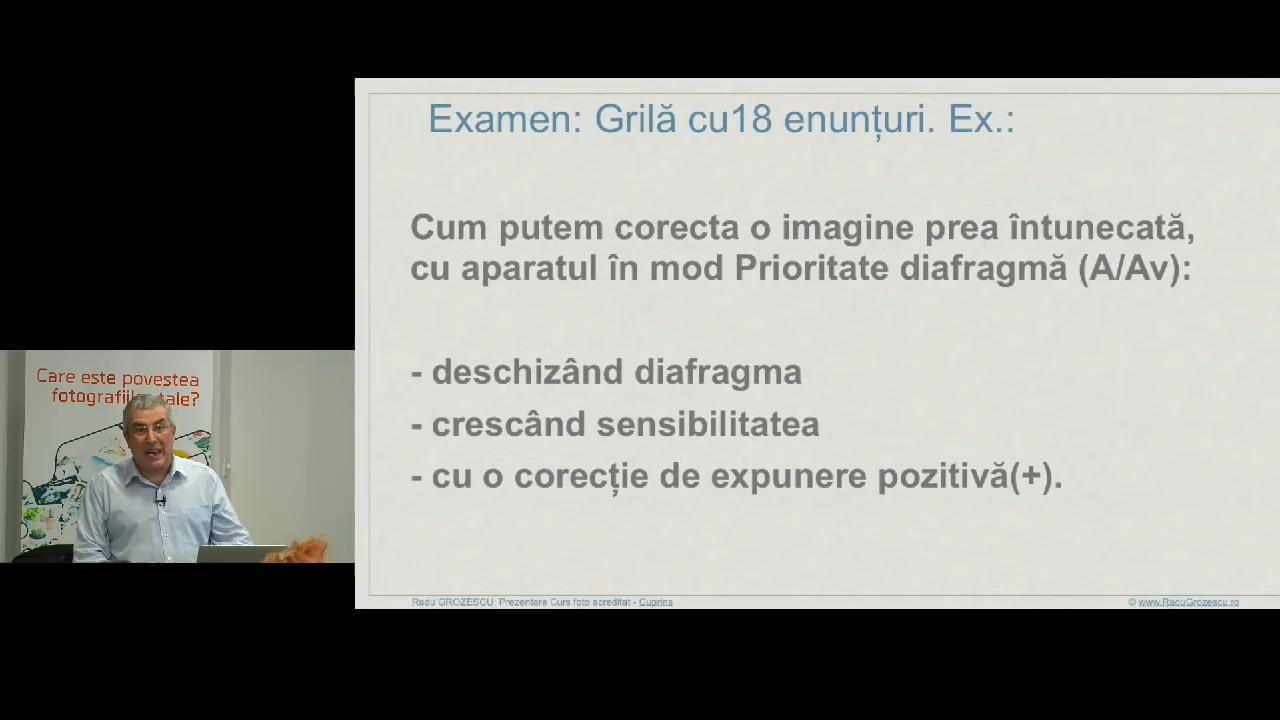 Examen: Grilă cu18 enunțuri. Ex.:
Cum putem corecta o imagine prea întunecată,
cu aparatul în mod Prioritate diafragmă (A/Av):
- deschizând diafragma
- crescând sensibilitatea
- cu o corecție de expunere pozitivă(+).
Care este povestea
fotografiilor tale?
Radu GROZESCU: Prezentare Curs foto acreditat - Cuprins
© www.RaduGrozescu.ro